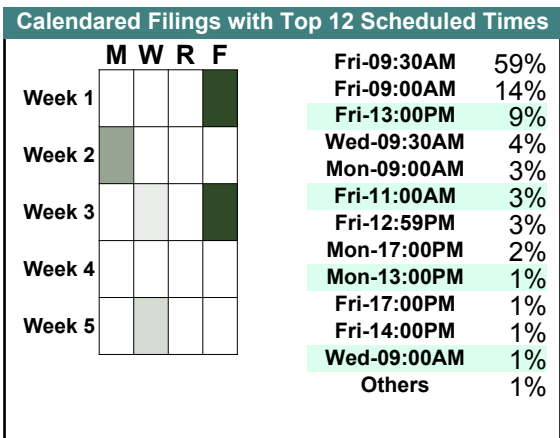 Calendared Filings with Top 12 Scheduled Times
M W R F
Week 1
Week 2
Week 3
Week 4
Week 5
Fri-09:30AM 59%
Fri-09:00AM 14%
Fri-13:00PM 9%
Wed-09:30AM 4%
Mon-09:00AM 3%
Fri-11:00AM 3%
Fri-12:59PM 3%
Mon-17:00PM 2%
Mon-13:00PM 1%
Fri-17:00PM 1%
Fri-14:00PM 1%
Wed-09:00AM 1%
Others 1%